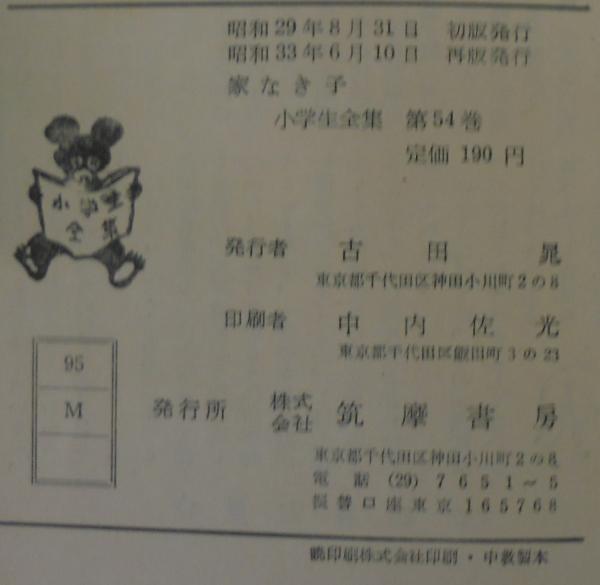 昭和29年8月31日 初版発行
昭和33年6月10日 再版発行
家なき子
小学生全集 第54巻
定価 190 円
小学生
全集
発行者 古田 晁
東京都千代田区神田小川町2の8
印刷者 中内佐光
東京都千代田区飯田町3の23
95
M
発行所 株式会社 筑摩書房
東京都千代田区神田小川町2の8
電話 (29) 7651~5
振替口座東京 165768
暁印刷株式会社印刷・中教製本